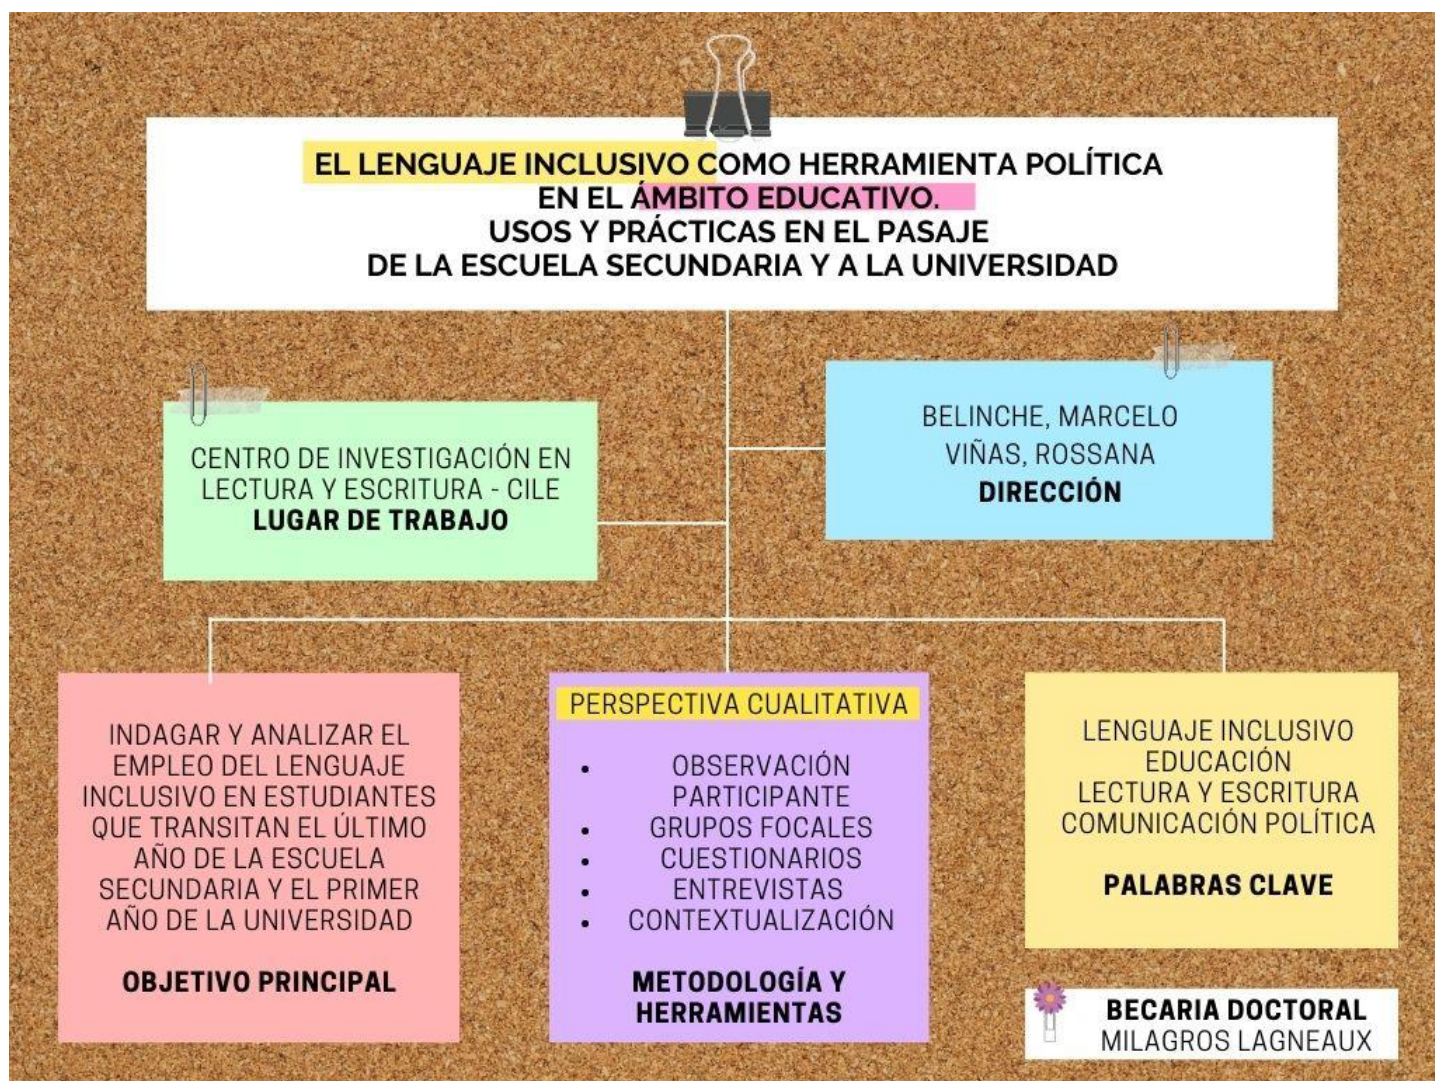 EL LENGUAJE INCLUSIVO COMO HERRAMIENTA POLÍTICA
EN EL ÁMBITO EDUCATIVO.
USOS Y PRÁCTICAS EN EL PASAJE
DE LA ESCUELA SECUNDARIA Y A LA UNIVERSIDAD
CENTRO DE INVESTIGACIÓN EN
LECTURA Y ESCRITURA - CILE
LUGAR DE TRABAJO
BELINCHE, MARCELO
VIÑAS, ROSSANA
DIRECCIÓN
INDAGAR Y ANALIZAR EL
EMPLEO DEL LENGUAJE
INCLUSIVO EN ESTUDIANTES
QUE TRANSITAN EL ÚLTIMO
AÑO DE LA ESCUELA
SECUNDARIA Y EL PRIMER
AÑO DE LA UNIVERSIDAD
OBJETIVO PRINCIPAL
PERSPECTIVA CUALITATIVA
• OBSERVACIÓN
PARTICIPANTE
• GRUPOS FOCALES
• CUESTIONARIOS
• ENTREVISTAS
• CONTEXTUALIZACIÓN
METODOLOGÍA Y
HERRAMIENTAS
LENGUAJE INCLUSIVO
EDUCACIÓN
LECTURA Y ESCRITURA
COMUNICACIÓN POLÍTICA
PALABRAS CLAVE
BECARIA DOCTORAL
MILAGROS LAGNEAUX